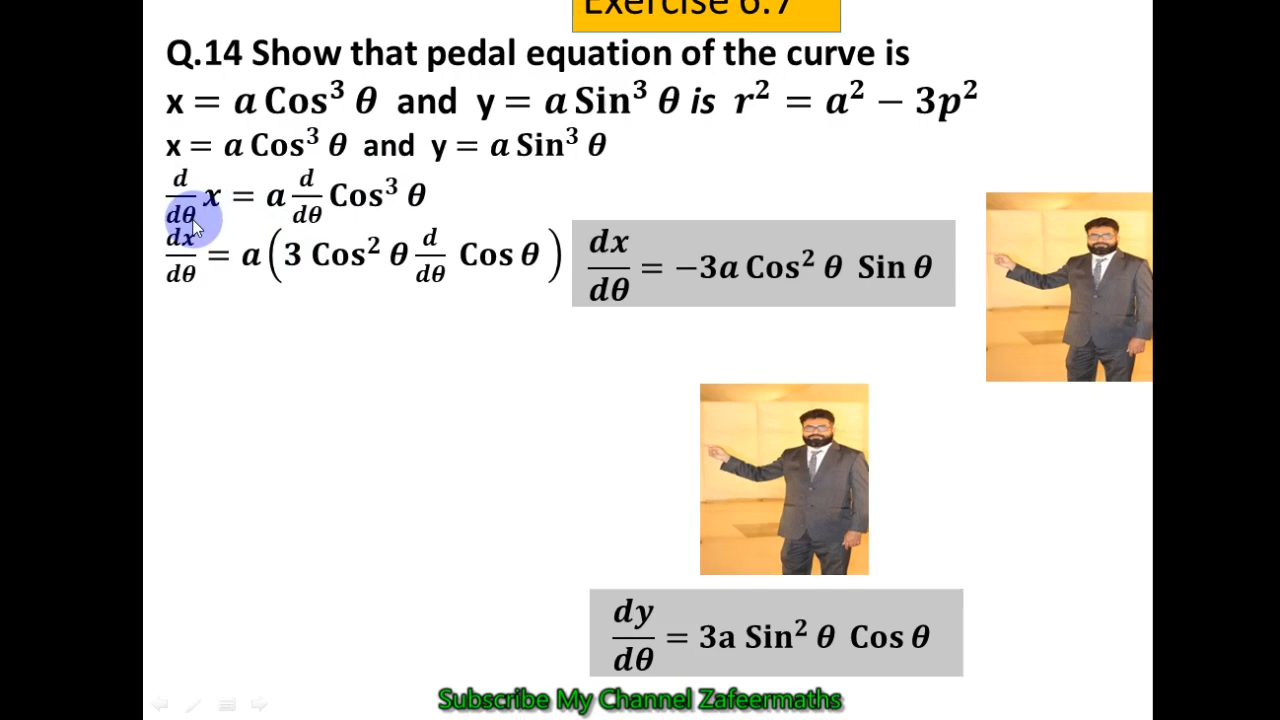 Exercise 6.7
Q.14 Show that pedal equation of the curve is
x = a Cos³ θ and y = a Sin³ θ is r² = a² − 3p²
x = a Cos³ θ and y = a Sin³ θ
d/dθ x = a d/dθ Cos³ θ
dx/dθ = a(3 Cos² θ d/dθ Cos θ) dx/dθ = −3a Cos² θ Sin θ
dy/dθ = 3a Sin² θ Cos θ
Subscribe My Channel Zafeermaths